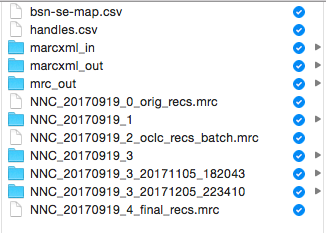 bsn-se-map.csv
handles.csv
marcxml_in
marcxml_out
mrc_out
NNC_20170919_0_orig_recs.mrc
NNC_20170919_1
NNC_20170919_2_oclc_recs_batch.mrc
NNC_20170919_3
NNC_20170919_3_20171105_182043
NNC_20170919_3_20171205_223410
NNC_20170919_4_final_recs.mrc